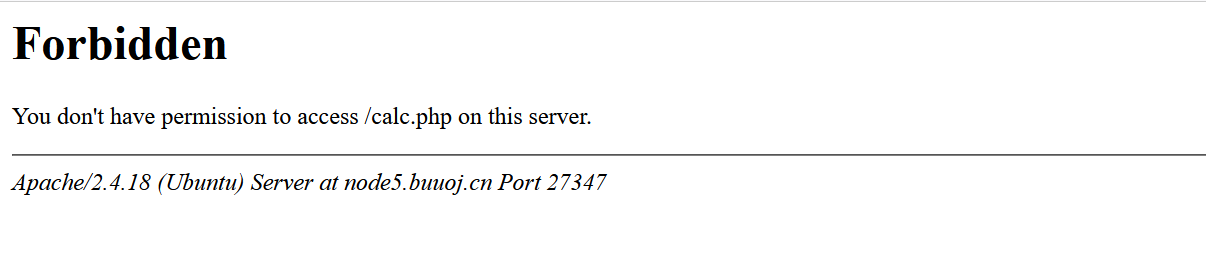 Forbidden
You don't have permission to access /calc.php on this server.
Apache/2.4.18 (Ubuntu) Server at node5.buuoj.cn Port 27347